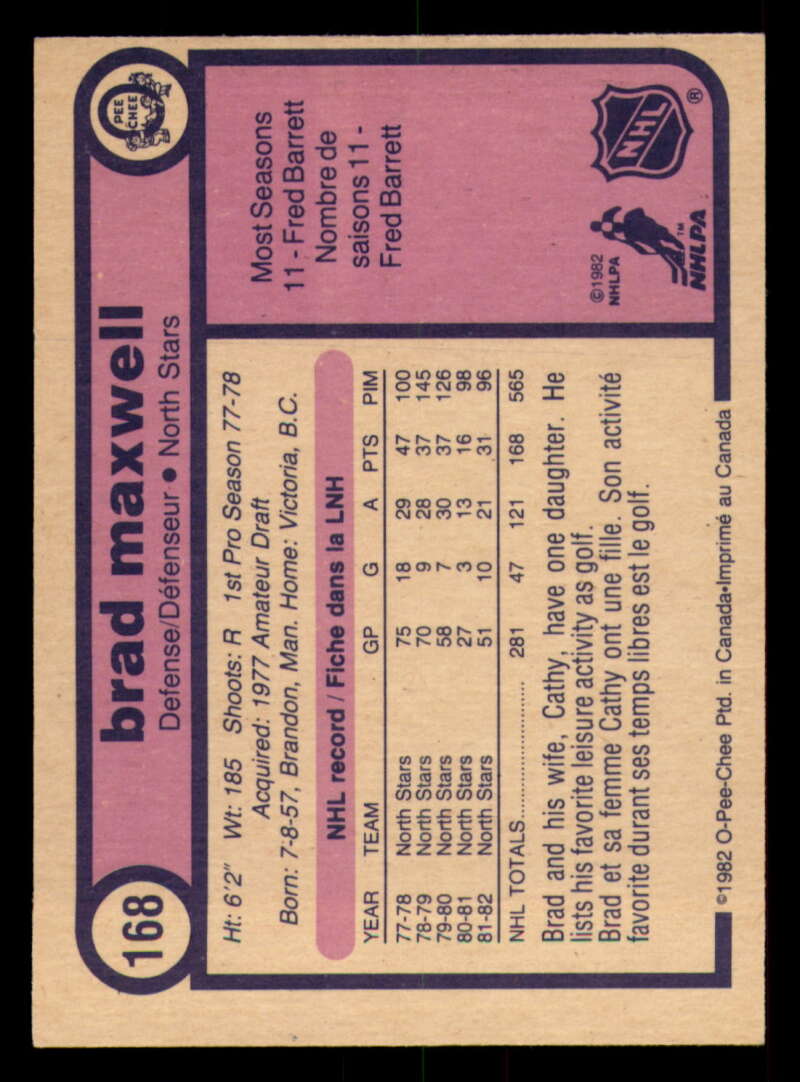 168
brad maxwell
Defense/Défenseur • North Stars
O PEE CHEE
Ht: 6'2" Wt: 185 Shoots: R 1st Pro Season 77-78
Acquired: 1977 Amateur Draft
Born: 7-8-57, Brandon, Man. Home: Victoria, B.C.
NHL record / Fiche dans la LNH
YEAR TEAM GP G A PTS PIM
77-78 North Stars 75 18 29 47 100
78-79 North Stars 70 9 28 37 145
79-80 North Stars 58 7 30 37 126
80-81 North Stars 27 3 13 16 98
81-82 North Stars 51 10 21 31 96
NHL TOTALS.................... 281 47 121 168 565
Brad and his wife, Cathy, have one daughter. He
lists his favorite leisure activity as golf.
Brad et sa femme Cathy ont une fille. Son activité
favorite durant ses temps libres est le golf.
Most Seasons
11 - Fred Barrett
Nombre de
saisons 11 -
Fred Barrett
©1982
NHLPA
NHLPA™
NHL®
©1982 O-Pee-Chee Ptd. in Canada•Imprimé au Canada